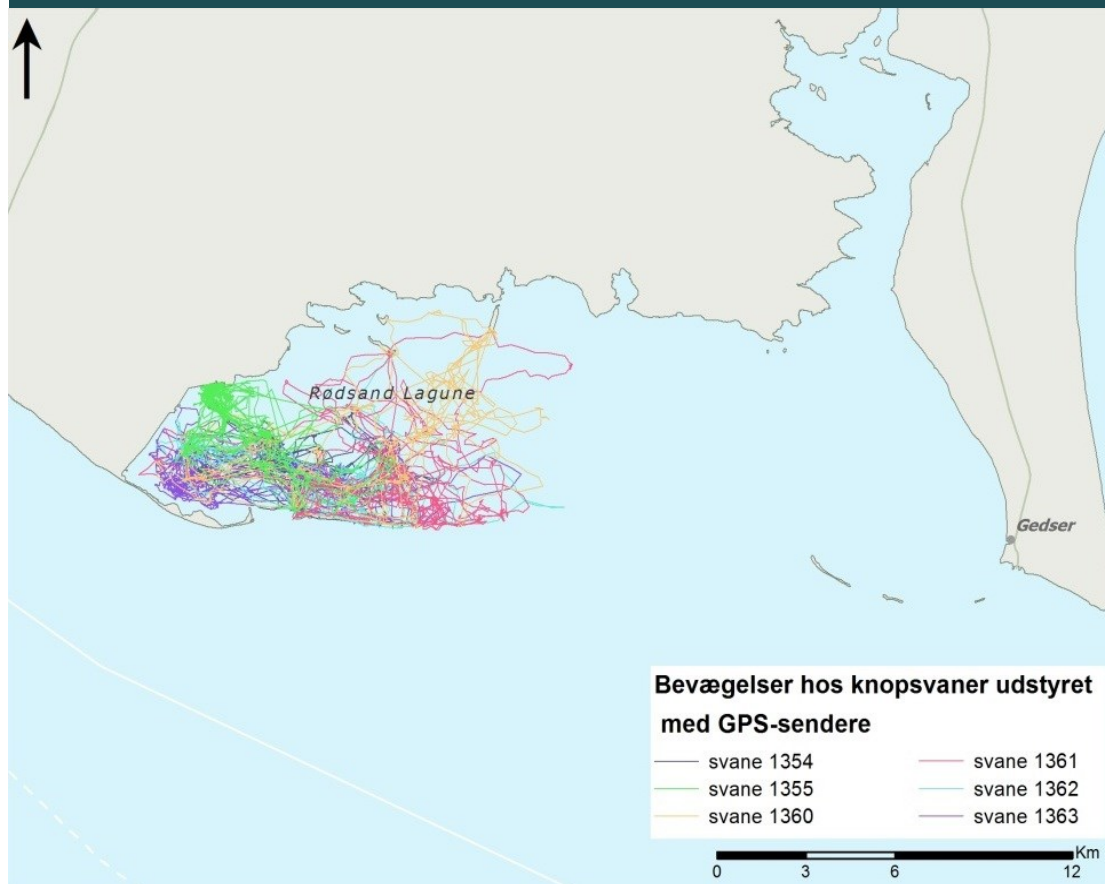 Rødsand Lagune
Gedser
Bevægelser hos knopsvaner udstyret
med GPS-sendere
svane 1354
svane 1361
svane 1355
svane 1362
svane 1360
svane 1363
Km
0 3 6 12